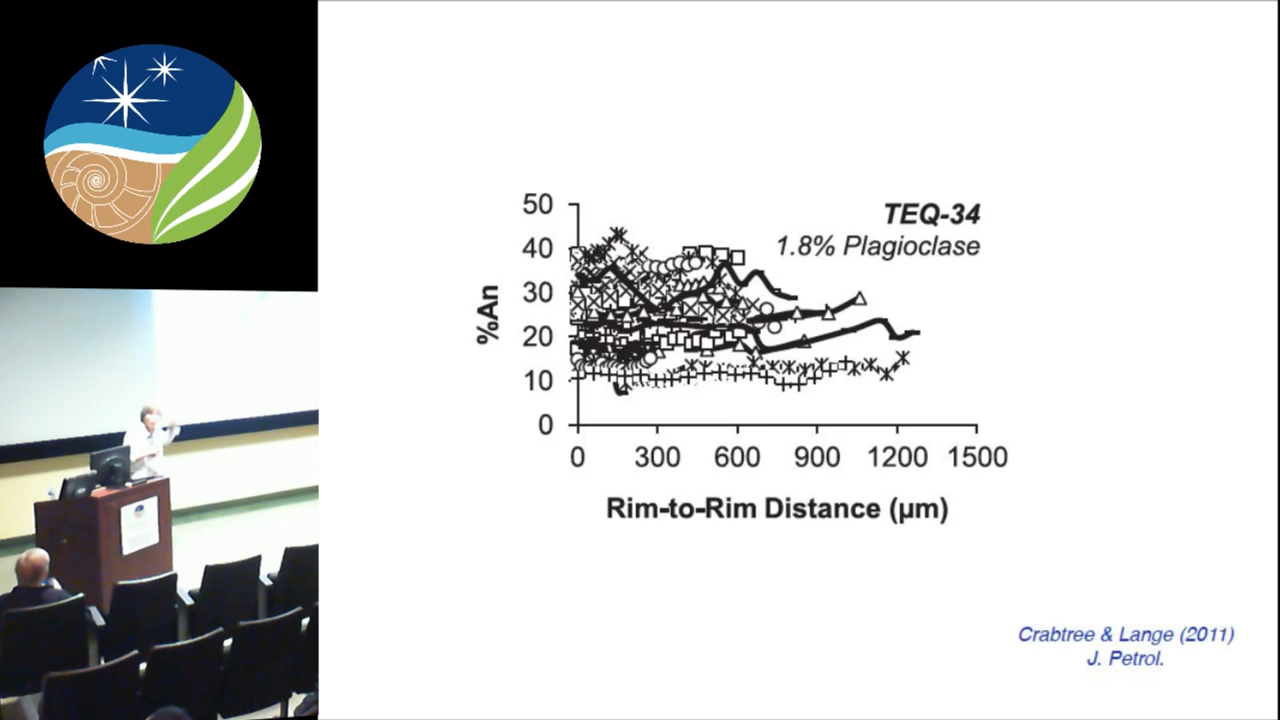 TEQ-34
1.8% Plagioclase
50
40
30
20
10
0
%An
0 300 600 900 1200 1500
Rim-to-Rim Distance (µm)
Crabtree & Lange (2011)
J. Petrol.